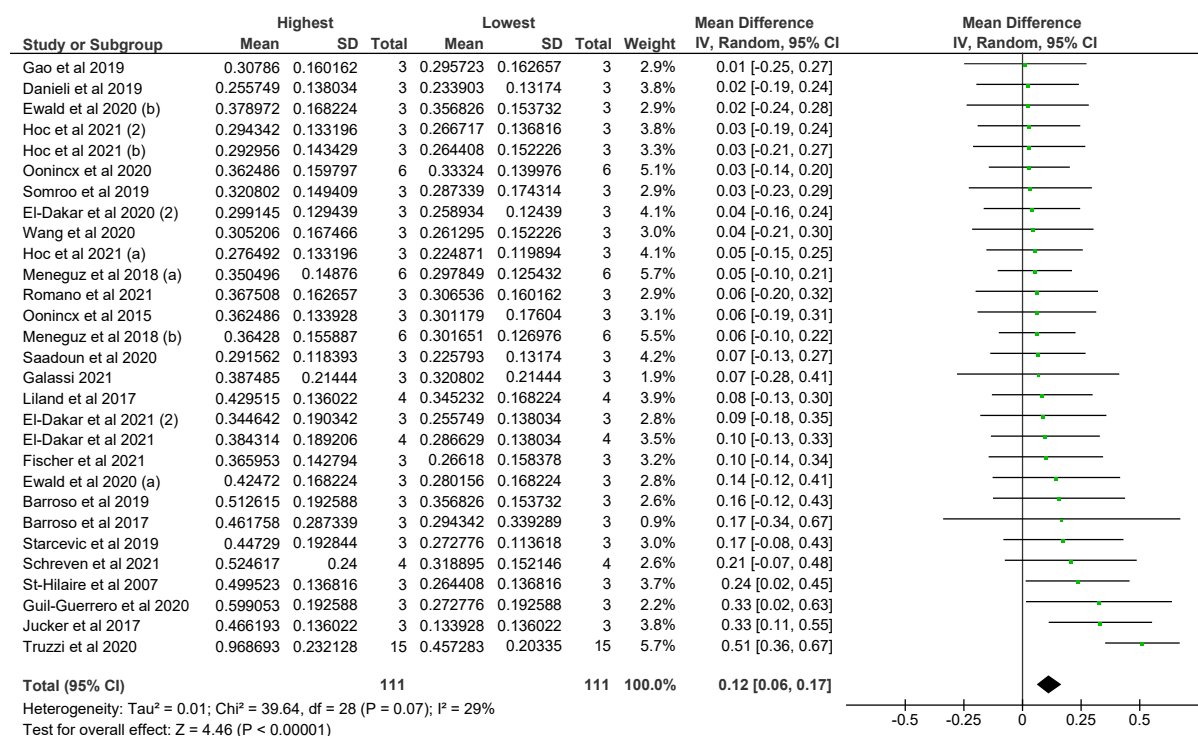 Highest Lowest Mean Difference Mean Difference
Study or Subgroup Mean SD Total Mean SD Total Weight IV, Random, 95% CI IV, Random, 95% CI
Gao et al 2019 0.30786 0.160162 3 0.295723 0.162657 3 2.9% 0.01 [-0.25, 0.27]
Danieli et al 2019 0.255749 0.138034 3 0.233903 0.13174 3 3.8% 0.02 [-0.19, 0.24]
Ewald et al 2020 (b) 0.378972 0.168224 3 0.356826 0.153732 3 2.9% 0.02 [-0.24, 0.28]
Hoc et al 2021 (2) 0.294342 0.133196 3 0.266717 0.136816 3 3.8% 0.03 [-0.19, 0.24]
Hoc et al 2021 (b) 0.292956 0.143429 3 0.264408 0.152226 3 3.3% 0.03 [-0.21, 0.27]
Oonincx et al 2020 0.362486 0.159797 6 0.33324 0.139976 6 5.1% 0.03 [-0.14, 0.20]
Somroo et al 2019 0.320802 0.149409 3 0.287339 0.174314 3 2.9% 0.03 [-0.23, 0.29]
El-Dakar et al 2020 (2) 0.299145 0.129439 3 0.258934 0.12439 3 4.1% 0.04 [-0.16, 0.24]
Wang et al 2020 0.305206 0.167466 3 0.261295 0.152226 3 3.0% 0.04 [-0.21, 0.30]
Hoc et al 2021 (a) 0.276492 0.133196 3 0.224871 0.119894 3 4.1% 0.05 [-0.15, 0.25]
Meneguz et al 2018 (a) 0.350496 0.14876 6 0.297849 0.125432 6 5.7% 0.05 [-0.10, 0.21]
Romano et al 2021 0.367508 0.162657 3 0.306536 0.160162 3 2.9% 0.06 [-0.20, 0.32]
Oonincx et al 2015 0.362486 0.133928 3 0.301179 0.17604 3 3.1% 0.06 [-0.19, 0.31]
Meneguz et al 2018 (b) 0.36428 0.155887 6 0.301651 0.126976 6 5.5% 0.06 [-0.10, 0.22]
Saadoun et al 2020 0.291562 0.118393 3 0.225793 0.13174 3 4.2% 0.07 [-0.13, 0.27]
Galassi 2021 0.387485 0.21444 3 0.320802 0.21444 3 1.9% 0.07 [-0.28, 0.41]
Liland et al 2017 0.429515 0.136022 4 0.345232 0.168224 4 3.8% 0.08 [-0.13, 0.30]
El-Dakar et al 2021 (2) 0.344642 0.190342 3 0.255749 0.138034 3 2.8% 0.09 [-0.18, 0.35]
El-Dakar et al 2021 0.384314 0.189206 4 0.286629 0.138034 4 3.5% 0.10 [-0.13, 0.33]
Fischer et al 2021 0.365953 0.142794 3 0.26618 0.158378 3 3.2% 0.10 [-0.14, 0.34]
Ewald et al 2020 (a) 0.42472 0.168224 3 0.280156 0.168224 3 2.8% 0.14 [-0.12, 0.41]
Barroso et al 2019 0.512615 0.192588 3 0.356826 0.153732 3 2.6% 0.16 [-0.12, 0.43]
Barroso et al 2017 0.461758 0.287339 3 0.294342 0.339289 3 0.9% 0.17 [-0.34, 0.67]
Starcevic et al 2019 0.44729 0.192844 3 0.272776 0.113618 3 3.0% 0.17 [-0.08, 0.43]
Schreven et al 2021 0.524617 0.24 4 0.318895 0.152146 4 2.6% 0.21 [-0.07, 0.48]
St-Hilaire et al 2007 0.499523 0.136816 3 0.264408 0.136816 3 3.7% 0.24 [0.02, 0.45]
Guil-Guerrero et al 2020 0.599053 0.192588 3 0.272776 0.192588 3 2.2% 0.33 [0.02, 0.63]
Jucker et al 2017 0.466193 0.136022 3 0.133928 0.136022 3 3.8% 0.33 [0.11, 0.55]
Truzzi et al 2020 0.968693 0.232128 15 0.457283 0.20335 15 5.7% 0.51 [0.36, 0.67]
Total (95% CI) 111 111 100.0% 0.12 [0.06, 0.17]
Heterogeneity: Tau² = 0.01; Chi² = 39.64, df = 28 (P = 0.07); I² = 29%
Test for overall effect: Z = 4.46 (P < 0.00001)
-0.5 -0.25 0 0.25 0.5